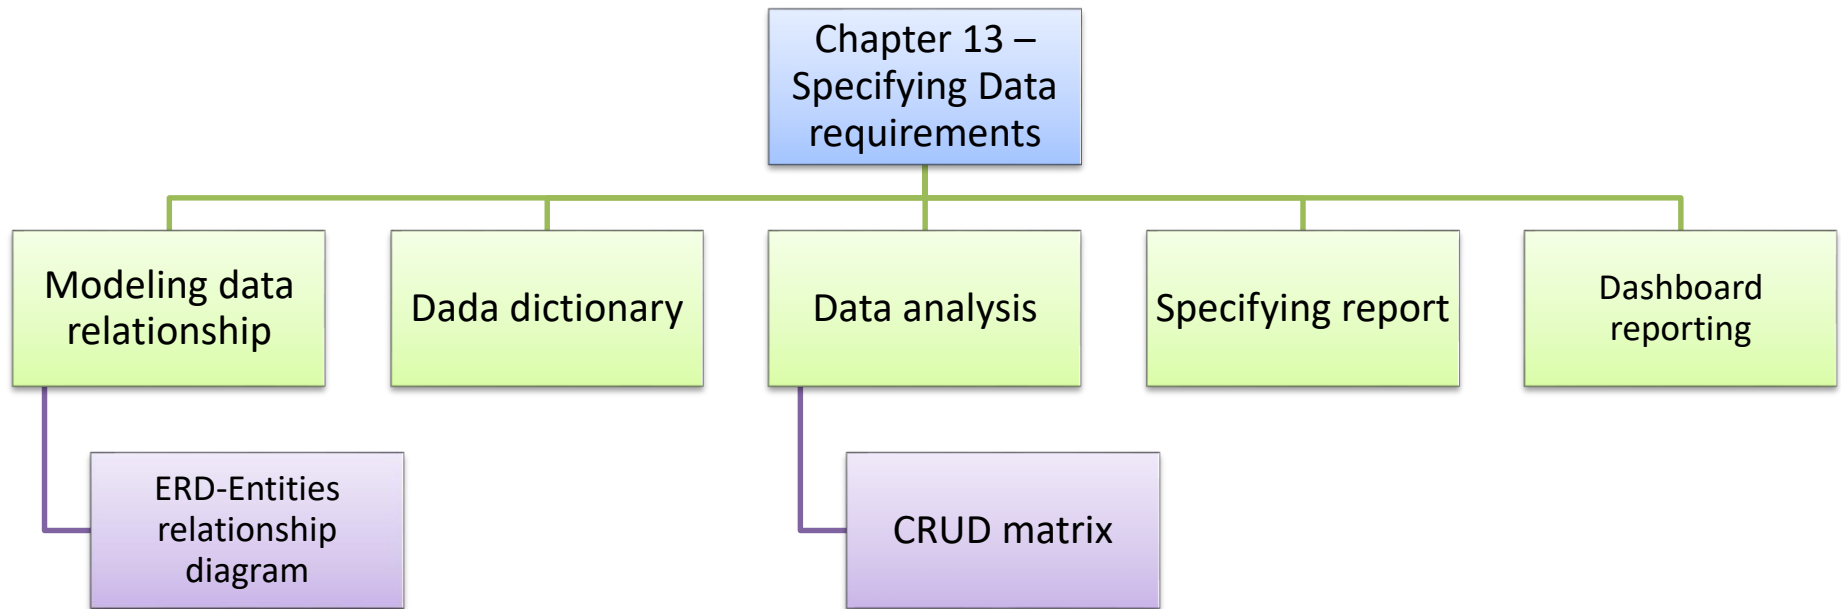 Chapter 13 –
Specifying Data
requirements
Modeling data
relationship
Dada dictionary
Data analysis
Specifying report
Dashboard
reporting
ERD-Entities
relationship
diagram
CRUD matrix